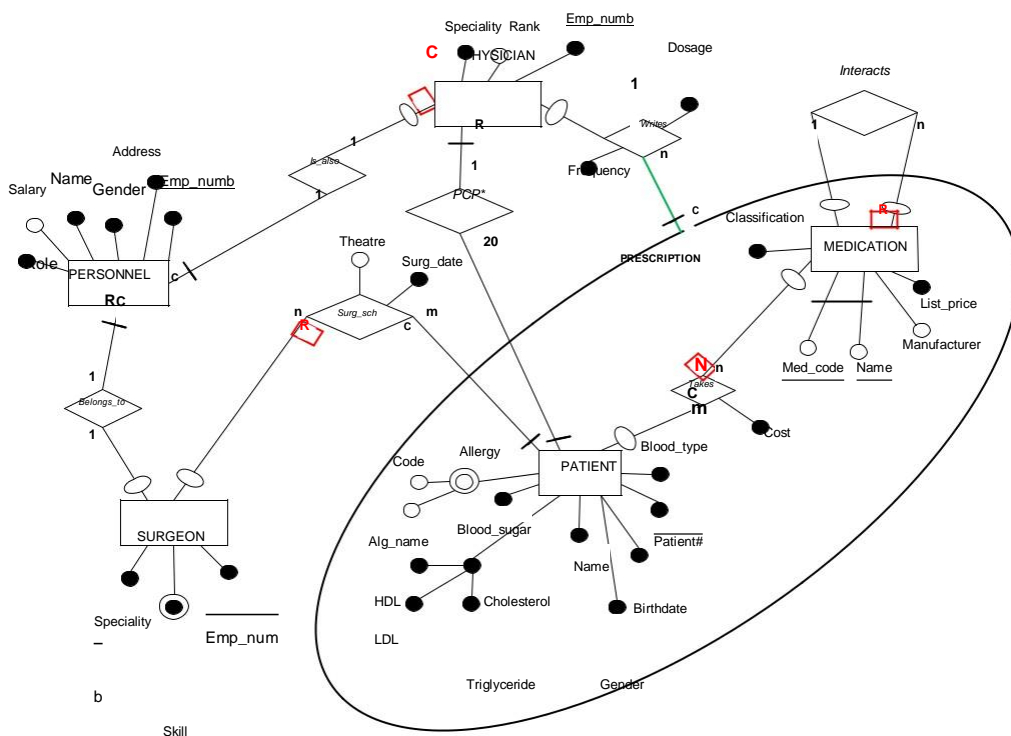 Speciality Rank
Emp_numb
C
HYSICIAN
Dosage
Interacts
1
R
Writes
1
n
1
n
Is_also
1
Frequency
Address
Name
Gender
Emp_numb
Salary
1
PCP*
c
R
Classification
20
Theatre
Role
PERSONNEL
c
Surg_date
PRESCRIPTION
MEDICATION
Rc
n
Surg_sch
m
R
c
List_price
Manufacturer
N
n
Med_code
Name
1
Takes
C
m
Belongs_to
1
Cost
Blood_type
Code
Allergy
PATIENT
SURGEON
Blood_sugar
Patient#
Alg_name
Name
HDL
Cholesterol
Birthdate
Speciality
Emp_num
LDL
Triglyceride
Gender
b
Skill